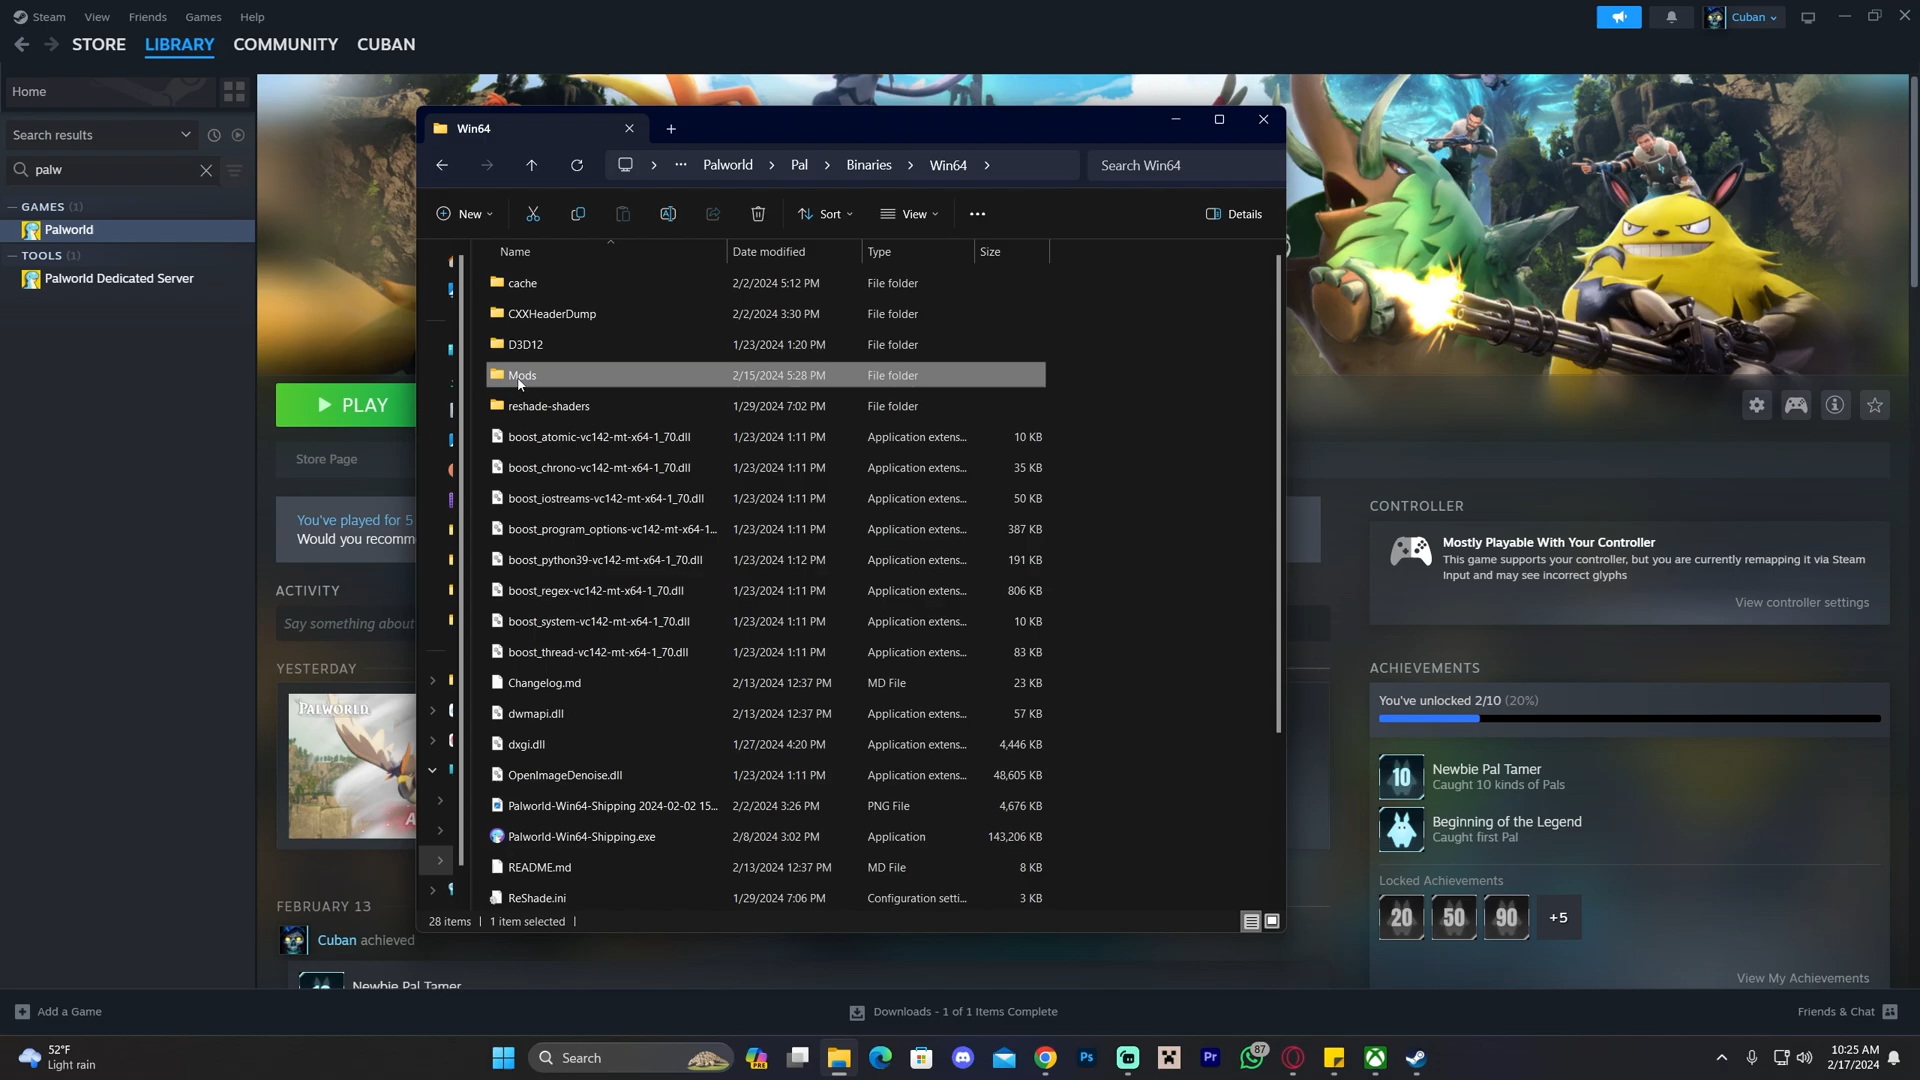 Steam View Friends Games Help
Cuban
STORE LIBRARY COMMUNITY CUBAN
Home
Search results
palw
— GAMES (1)
Palworld
— TOOLS (1)
Palworld Dedicated Server
Win64
Palworld > Pal > Binaries > Win64 >
Search Win64
New
Sort
View
Details
Name Date modified Type Size
cache 2/2/2024 5:12 PM File folder
CXXHeaderDump 2/2/2024 3:30 PM File folder
D3D12 1/23/2024 1:20 PM File folder
Mods 2/15/2024 5:28 PM File folder
reshade-shaders 1/29/2024 7:02 PM File folder
boost_atomic-vc142-mt-x64-1_70.dll 1/23/2024 1:11 PM Application extens... 10 KB
boost_chrono-vc142-mt-x64-1_70.dll 1/23/2024 1:11 PM Application extens... 35 KB
boost_iostreams-vc142-mt-x64-1_70.dll 1/23/2024 1:11 PM Application extens... 50 KB
boost_program_options-vc142-mt-x64-1... 1/23/2024 1:11 PM Application extens... 387 KB
boost_python39-vc142-mt-x64-1_70.dll 1/23/2024 1:12 PM Application extens... 191 KB
boost_regex-vc142-mt-x64-1_70.dll 1/23/2024 1:11 PM Application extens... 806 KB
boost_system-vc142-mt-x64-1_70.dll 1/23/2024 1:11 PM Application extens... 10 KB
boost_thread-vc142-mt-x64-1_70.dll 1/23/2024 1:11 PM Application extens... 83 KB
Changelog.md 2/13/2024 12:37 PM MD File 23 KB
dwmapi.dll 2/13/2024 12:37 PM Application extens... 57 KB
dxgi.dll 1/27/2024 4:20 PM Application extens... 4,446 KB
OpenImageDenoise.dll 1/23/2024 1:11 PM Application extens... 48,605 KB
Palworld-Win64-Shipping 2024-02-02 15... 2/2/2024 3:26 PM PNG File 4,676 KB
Palworld-Win64-Shipping.exe 2/8/2024 3:02 PM Application 143,206 KB
README.md 2/13/2024 12:37 PM MD File 8 KB
ReShade.ini 1/29/2024 7:06 PM Configuration setti... 3 KB
28 items | 1 item selected |
PLAY
Store Page
You've played for 5
Would you recomm
ACTIVITY
Say something about
YESTERDAY
PALWORLD
A
FEBRUARY 13
Cuban achieved
Newbie Pal Tamer
CONTROLLER
Mostly Playable With Your Controller
This game supports your controller, but you are currently remapping it via Steam
Input and may see incorrect glyphs
View controller settings
ACHIEVEMENTS
You've unlocked 2/10 (20%)
10
Newbie Pal Tamer
Caught 10 kinds of Pals
Beginning of the Legend
Caught first Pal
Locked Achievements
20 50 90 +5
View My Achievements
Add a Game
Downloads - 1 of 1 Items Complete
Friends & Chat
52°F
Light rain
Search
PRE
Ps
Pr
87
10:25 AM
2/17/2024